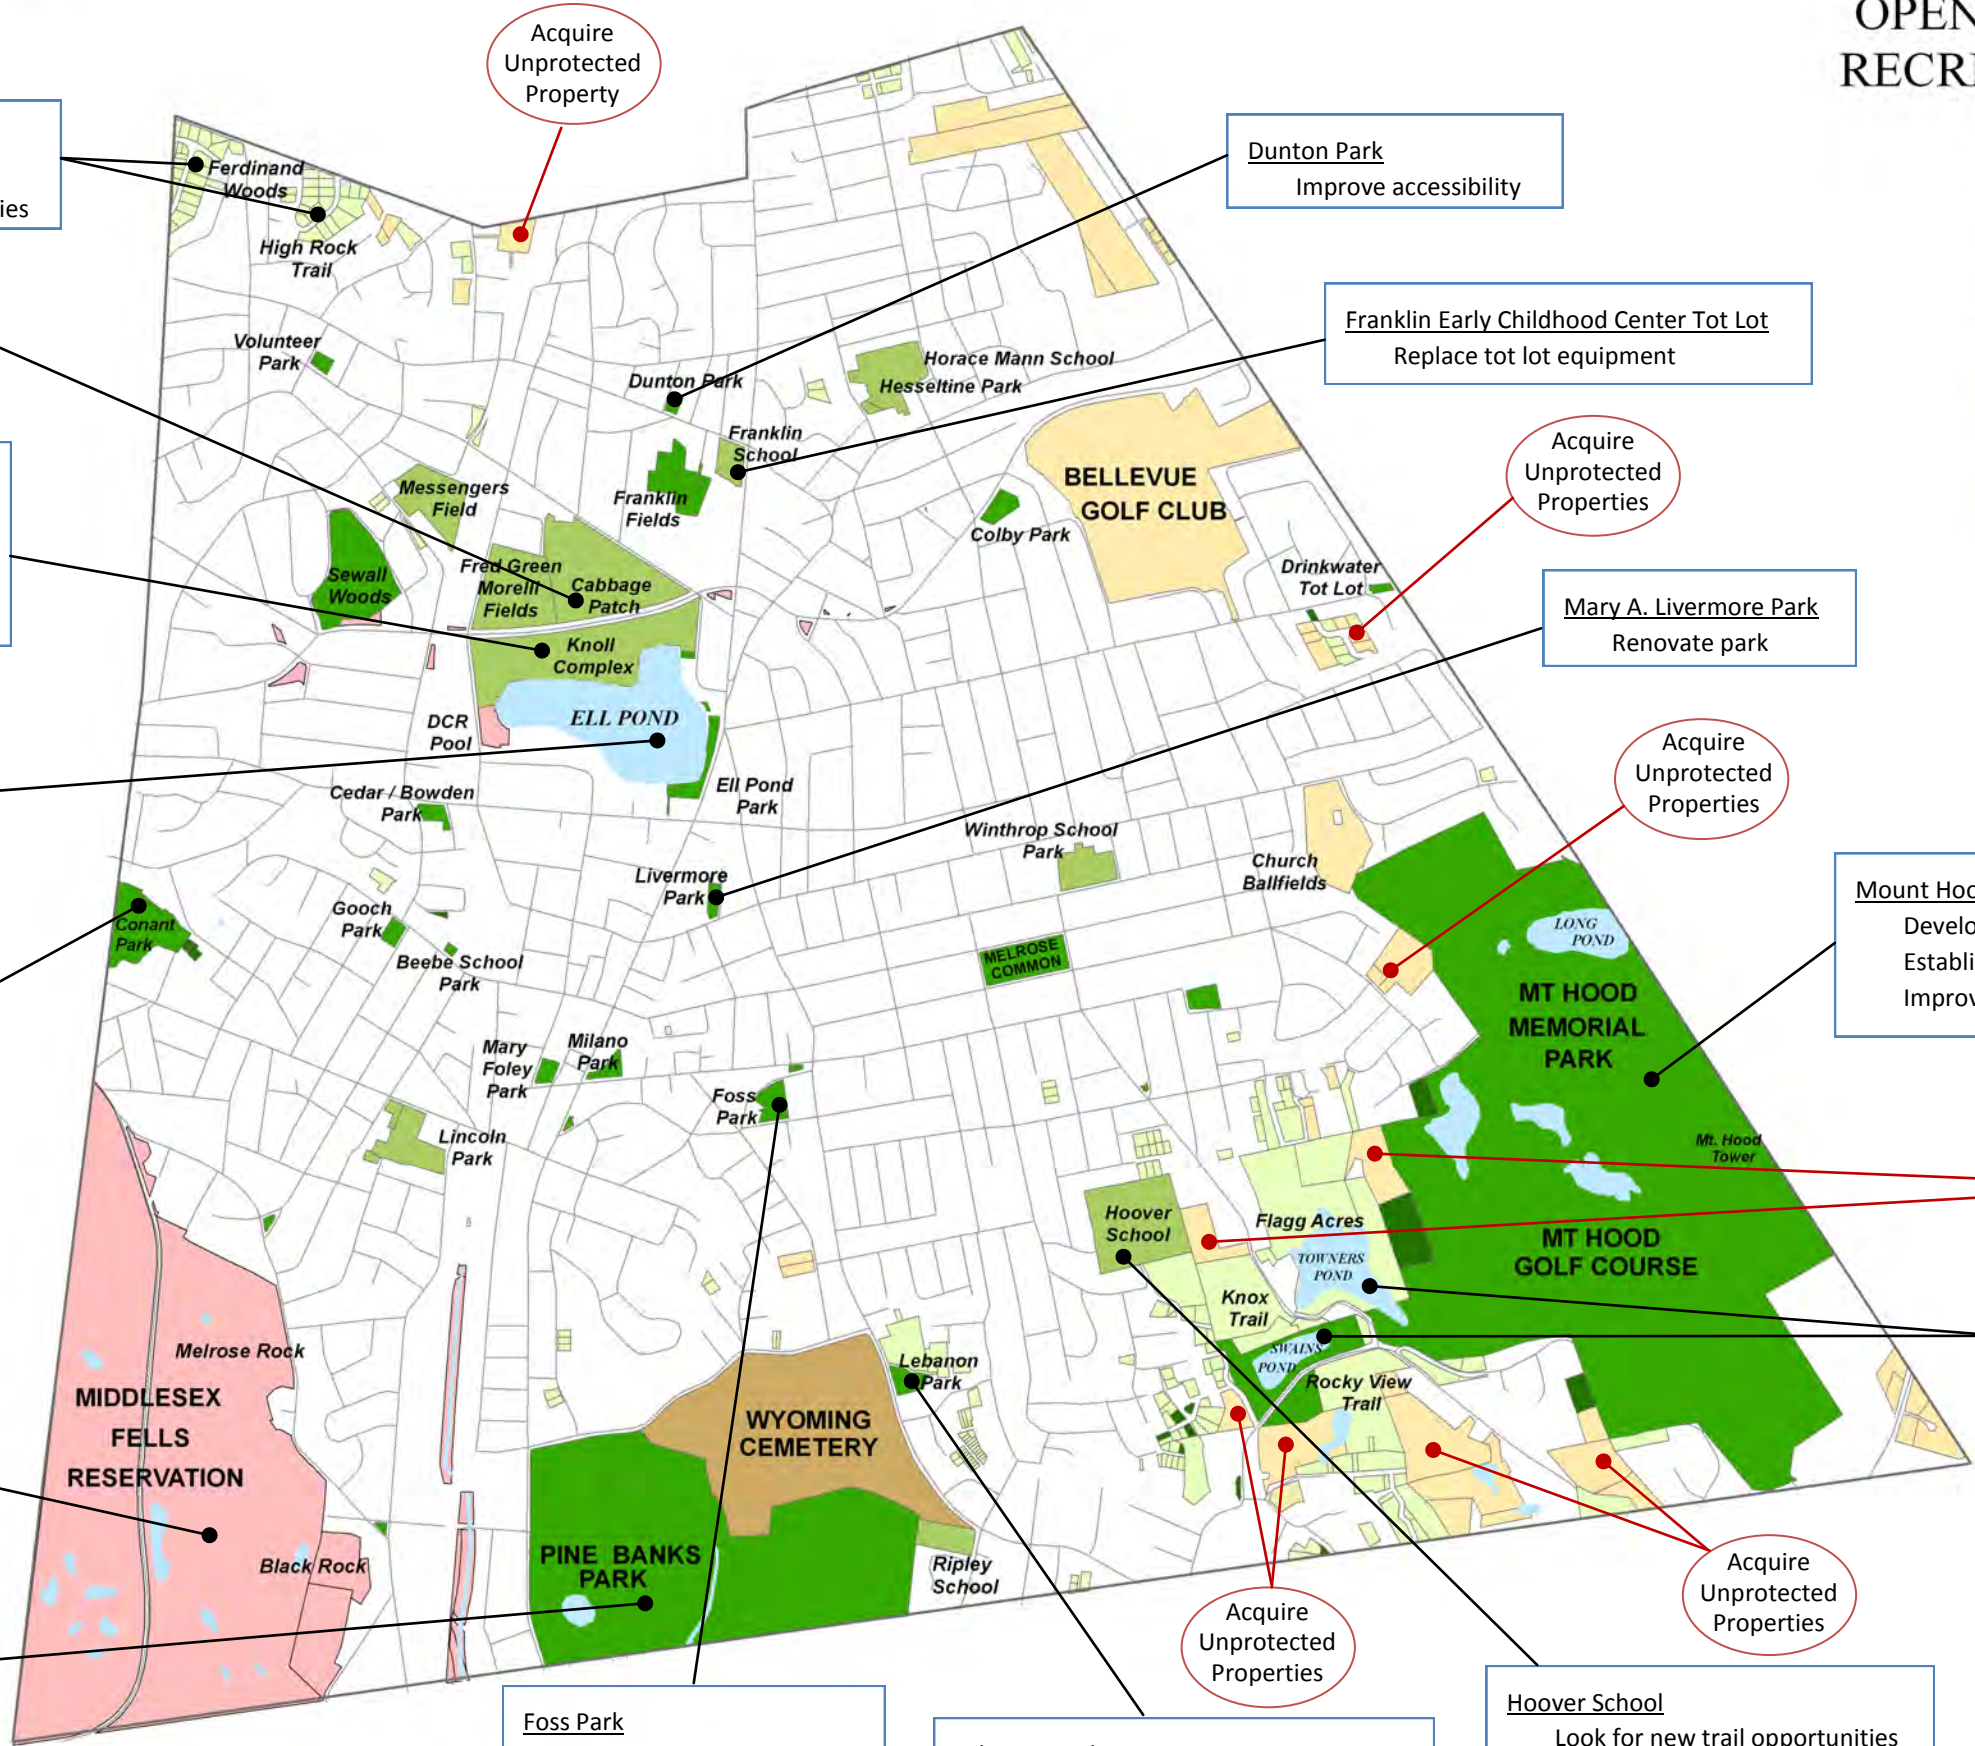 OPEN
RECRE
Acquire
Unprotected
Property
ies
Dunton Park
Improve accessibility
Ferdinand
Woods
High Rock
Trail
Franklin Early Childhood Center Tot Lot
Replace tot lot equipment
Volunteer
Park
Dunton Park
Horace Mann School
Hesseltine Park
Franklin
School
Acquire
Unprotected
Properties
Messengers
Field
Franklin
Fields
BELLEVUE
GOLF CLUB
Colby Park
Sewall
Woods
Fred Green
Morelli
Fields
Cabbage
Patch
Drinkwater
Tot Lot
Mary A. Livermore Park
Renovate park
Knoll
Complex
ELL POND
DCR
Pool
Acquire
Unprotected
Properties
Ell Pond
Park
Cedar / Bowden
Park
Winthrop School
Park
Church
Ballfields
Livermore
Park
Mount Hoo
Develo
Establi
Improv
Conant
Park
Gooch
Park
Beebe School
Park
MELROSE
COMMON
LONG
POND
MT HOOD
MEMORIAL
PARK
Mary
Foley
Park
Milano
Park
Foss
Park
Lincoln
Park
Mt. Hood
Tower
Hoover
School
Flagg Acres
TOWNERS
POND
MT HOOD
GOLF COURSE
Knox
Trail
SWAINS
POND
Rocky View
Trail
Melrose Rock
MIDDLESEX
FELLS
RESERVATION
Lebanon
Park
WYOMING
CEMETERY
Black Rock
PINE BANKS
PARK
Ripley
School
Acquire
Unprotected
Properties
Acquire
Unprotected
Properties
Foss Park
Hoover School
Look for new trail opportunities